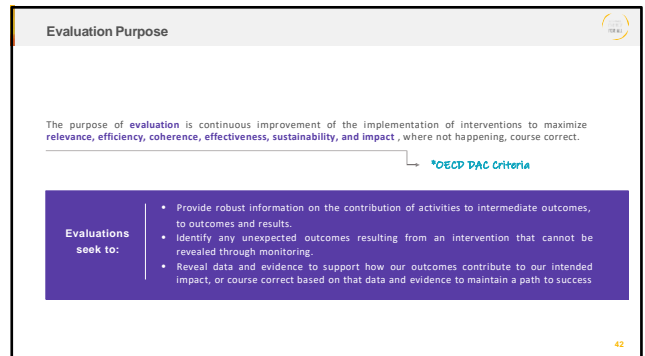 Evaluation Purpose
FOR ALL
The purpose of evaluation is continuous improvement of the implementation of interventions to maximize
relevance, efficiency, coherence, effectiveness, sustainability, and impact , where not happening, course correct.
*OECD DAC Criteria
Evaluations
seek to:
• Provide robust information on the contribution of activities to intermediate outcomes,
to outcomes and results.
• Identify any unexpected outcomes resulting from an intervention that cannot be
revealed through monitoring.
• Reveal data and evidence to support how our outcomes contribute to our intended
impact, or course correct based on that data and evidence to maintain a path to success
42